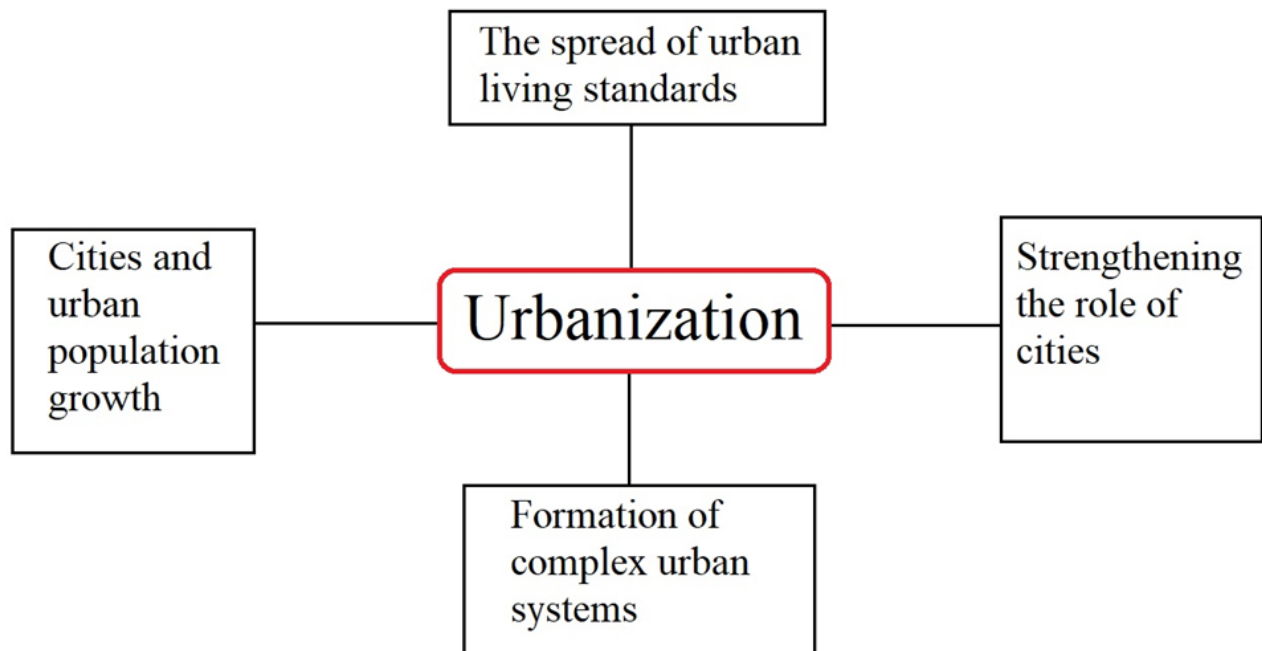 The spread of urban
living standards
Cities and
urban
population
growth
Urbanization
Strengthening
the role of
cities
Formation of
complex urban
systems